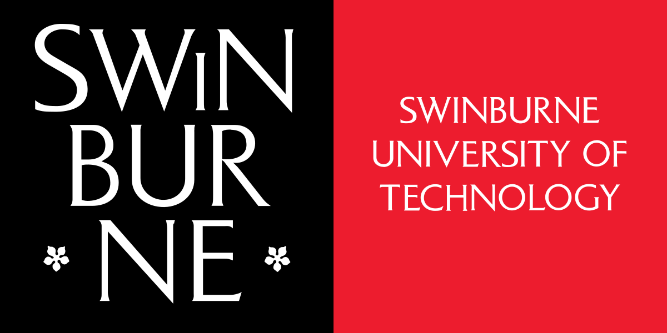 SWiN
BUR
NE
SWINBURNE
UNIVERSITY OF
TECHNOLOGY